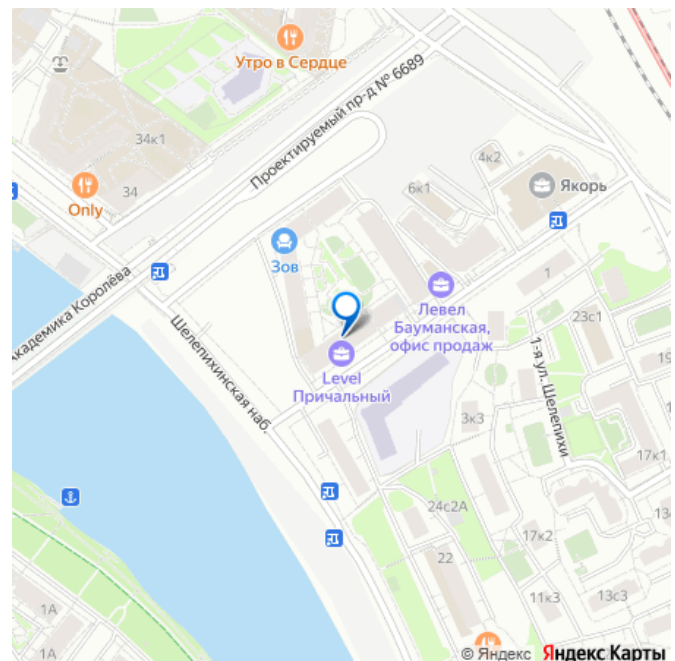 Утро в Сердце
Проектируемый пр-д № 6689
34к1
34
Only
4к2
6к1
Якорь
Зов
Академика Королёва
Шелепихинская наб.
Левел
Бауманская,
офис продаж
1
23с1
Level
Причальный
1-я ул. Шелепихи
19
3к3
17к1
24с2А
13
17к2
22
11к3
13с3
1А
1А
© Яндекс Яндекс Карты